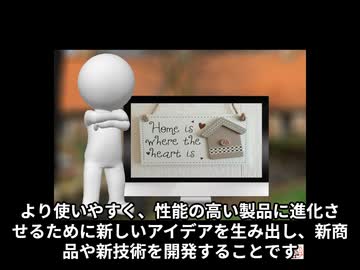 Home is
where the
heart is
より使いやすく、性能の高い製品に進化さ
せるために新しいアイデアを生み出し、新商
品や新技術を開発することです